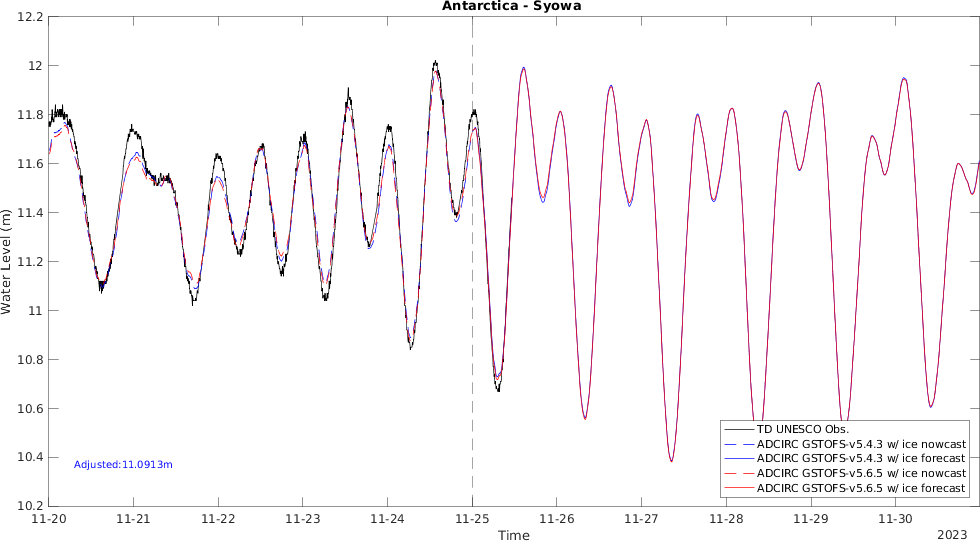 Antarctica - Syowa
12.2
12
11.8
11.6
11.4
11.2
11
10.8
10.6
10.4
10.2
Water Level (m)
Adjusted:11.0913m
TD UNESCO Obs.
ADCIRC GSTOFS-v5.4.3 w/ ice nowcast
ADCIRC GSTOFS-v5.4.3 w/ ice forecast
ADCIRC GSTOFS-v5.6.5 w/ ice nowcast
ADCIRC GSTOFS-v5.6.5 w/ ice forecast
11-20 11-21 11-22 11-23 11-24 11-25 11-26 11-27 11-28 11-29 11-30
Time
2023